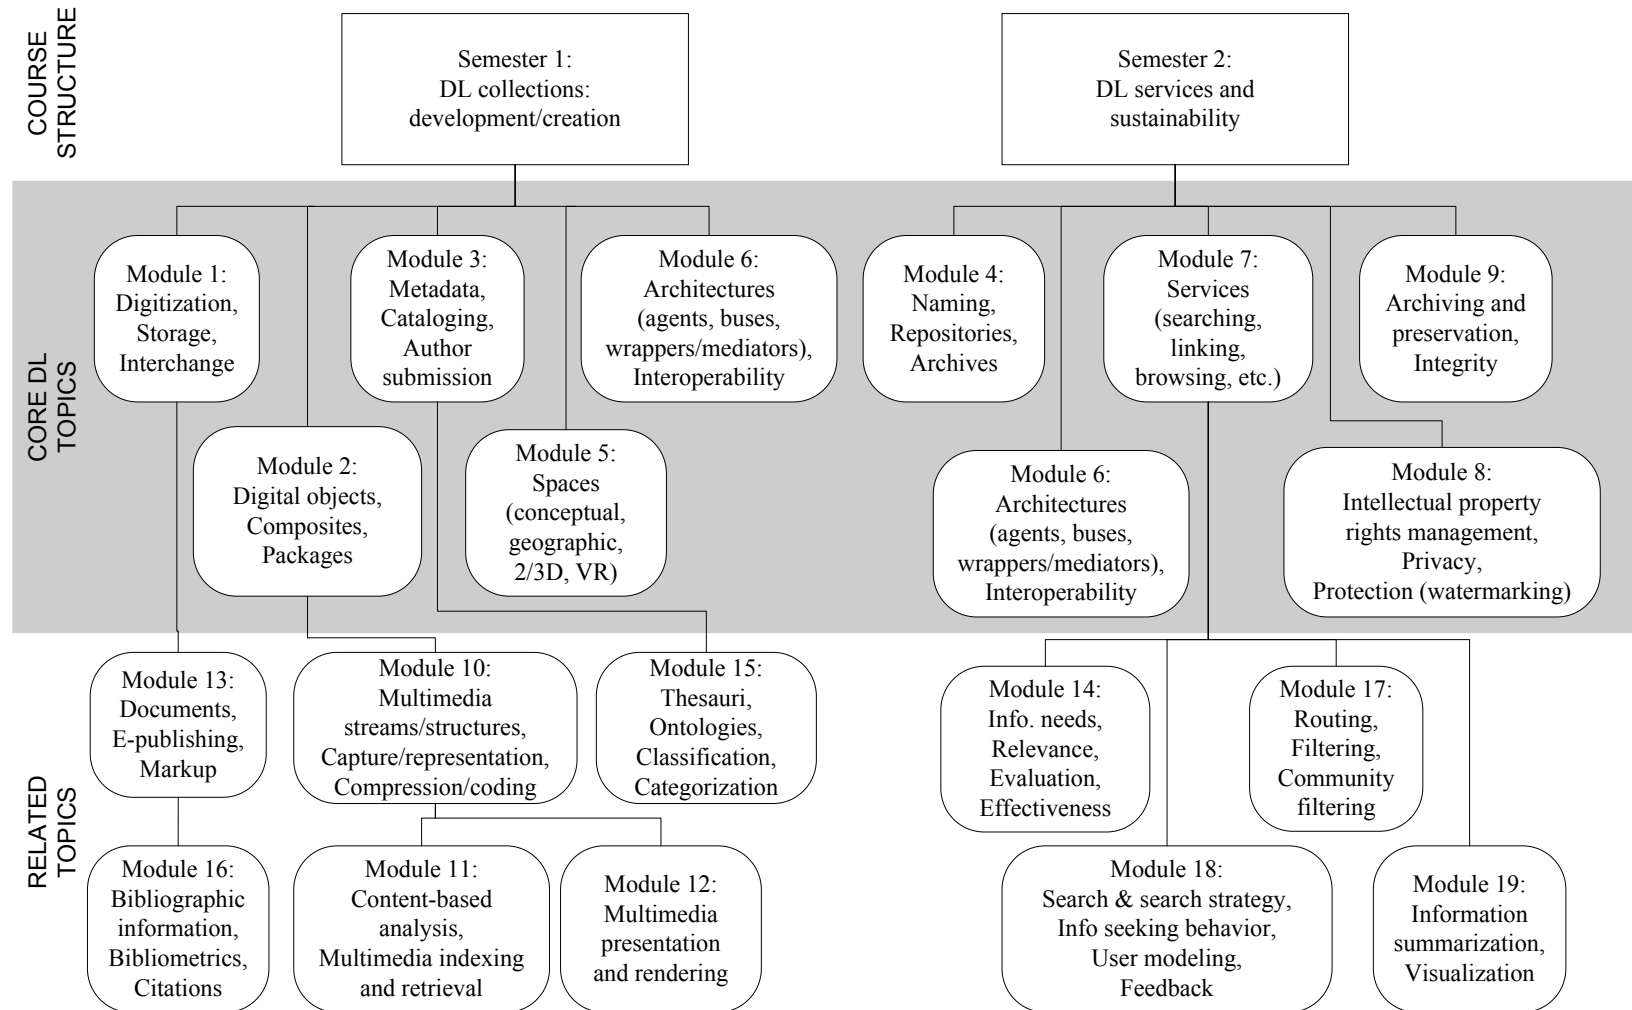 COURSE
STRUCTURE
Semester 1:
DL collections:
development/creation
Semester 2:
DL services and
sustainability
CORE DL
TOPICS
Module 1:
Digitization,
Storage,
Interchange
Module 3:
Metadata,
Cataloging,
Author
submission
Module 6:
Architectures
(agents, buses,
wrappers/mediators),
Interoperability
Module 4:
Naming,
Repositories,
Archives
Module 7:
Services
(searching,
linking,
browsing, etc.)
Module 9:
Archiving and
preservation,
Integrity
Module 2:
Digital objects,
Composites,
Packages
Module 5:
Spaces
(conceptual,
geographic,
2/3D, VR)
Module 6:
Architectures
(agents, buses,
wrappers/mediators),
Interoperability
Module 8:
Intellectual property
rights management,
Privacy,
Protection (watermarking)
RELATED
TOPICS
Module 13:
Documents,
E-publishing,
Markup
Module 10:
Multimedia
streams/structures,
Capture/representation,
Compression/coding
Module 15:
Thesauri,
Ontologies,
Classification,
Categorization
Module 14:
Info. needs,
Relevance,
Evaluation,
Effectiveness
Module 17:
Routing,
Filtering,
Community
filtering
Module 16:
Bibliographic
information,
Bibliometrics,
Citations
Module 11:
Content-based
analysis,
Multimedia indexing
and retrieval
Module 12:
Multimedia
presentation
and rendering
Module 18:
Search & search strategy,
Info seeking behavior,
User modeling,
Feedback
Module 19:
Information
summarization,
Visualization